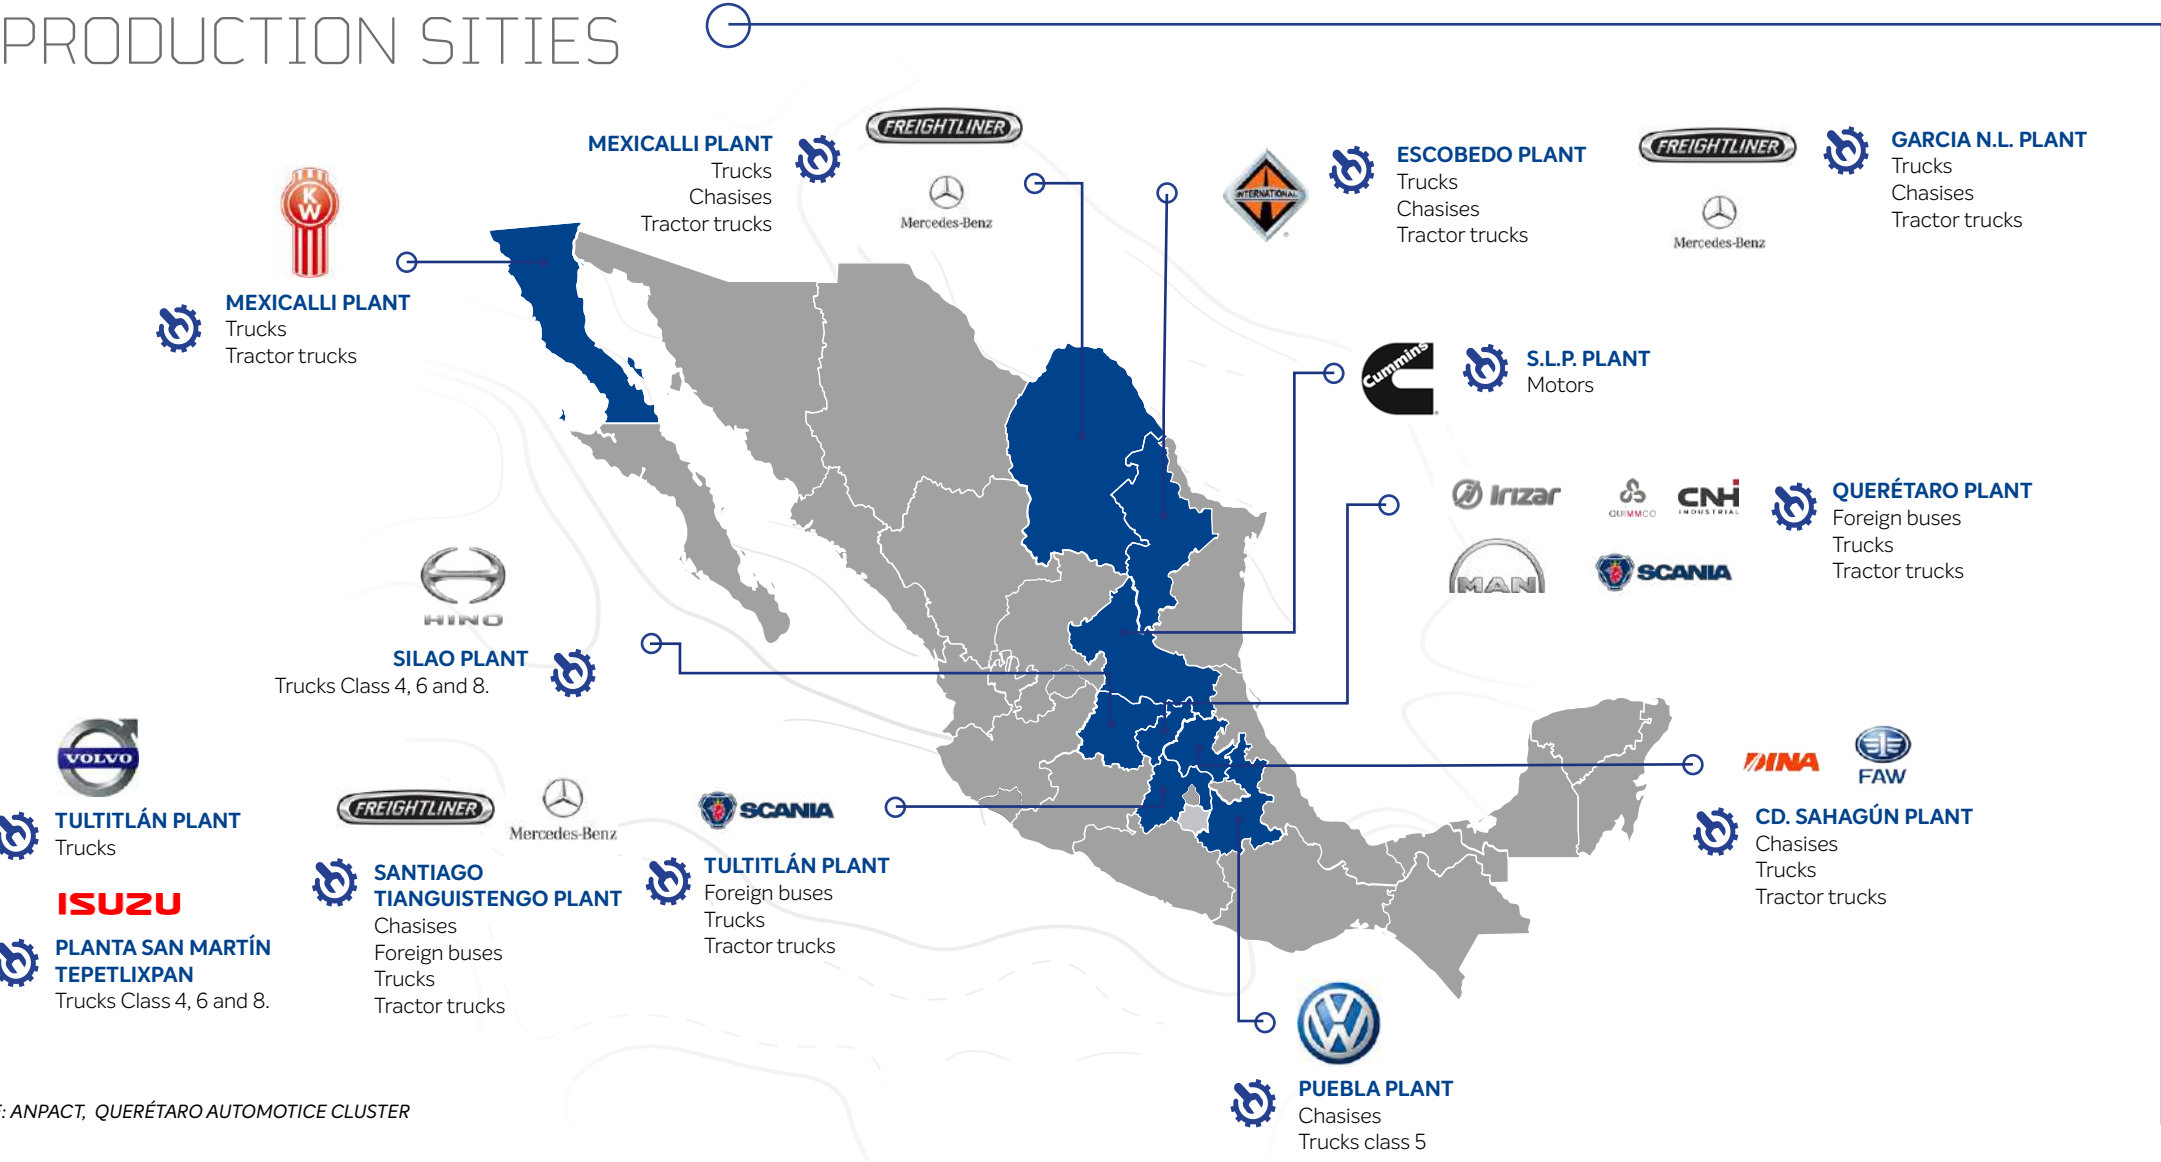 PRODUCTION SITIES
KW
MEXICALLI PLANT
Trucks
Tractor trucks
MEXICALLI PLANT
Trucks
Chasises
Tractor trucks
FREIGHTLINER
Mercedes-Benz
INTERNATIONAL
ESCOBEDO PLANT
Trucks
Chasises
Tractor trucks
FREIGHTLINER
Mercedes-Benz
GARCIA N.L. PLANT
Trucks
Chasises
Tractor trucks
Cummins
S.L.P. PLANT
Motors
Irizar
QUIMMCO
CNH
INDUSTRIAL
MAN
SCANIA
QUERÉTARO PLANT
Foreign buses
Trucks
Tractor trucks
HINO
SILAO PLANT
Trucks Class 4, 6 and 8.
VOLVO
TULTITLÁN PLANT
Trucks
ISUZU
PLANTA SAN MARTÍN
TEPETLIXPAN
Trucks Class 4, 6 and 8.
FREIGHTLINER
Mercedes-Benz
SANTIAGO
TIANGUISTENGO PLANT
Chasises
Foreign buses
Trucks
Tractor trucks
SCANIA
TULTITLÁN PLANT
Foreign buses
Trucks
Tractor trucks
DINA
FAW
CD. SAHAGÚN PLANT
Chasises
Trucks
Tractor trucks
VW
PUEBLA PLANT
Chasises
Trucks class 5
: ANPACT, QUERÉTARO AUTOMOTICE CLUSTER